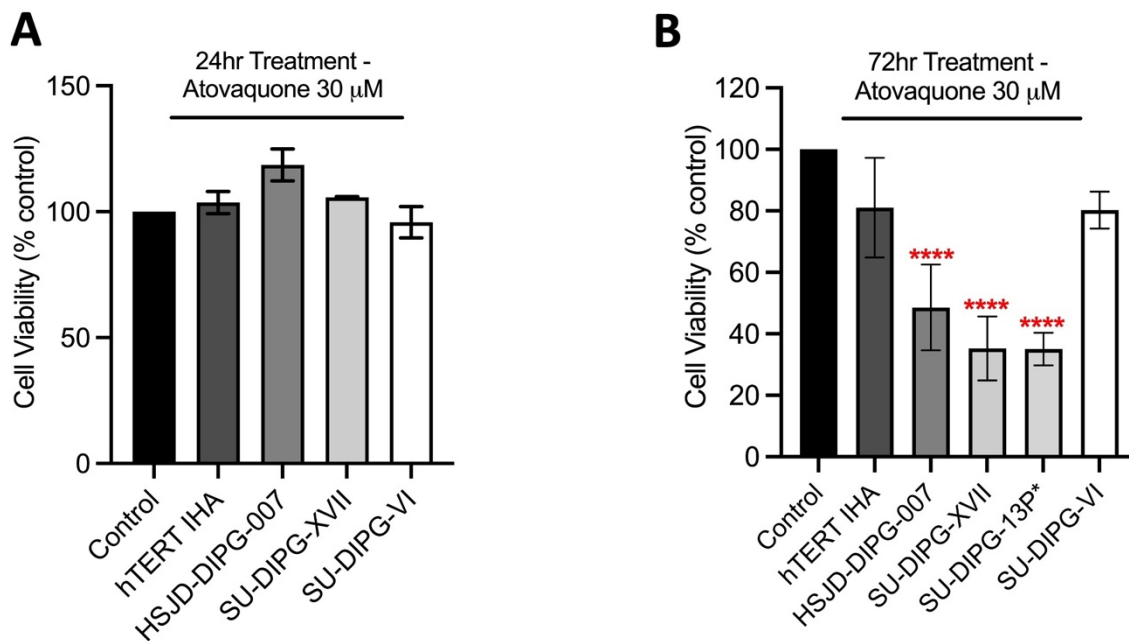 A
24hr Treatment -
Atovaquone 30 μM
Cell Viability (% control)
150
100
50
0
Control
hTERT IHA
HSJD-DIPG-007
SU-DIPG-XVII
SU-DIPG-VI
B
72hr Treatment -
Atovaquone 30 μM
Cell Viability (% control)
120
100
80
60
40
20
0
****
****
****
Control
hTERT IHA
HSJD-DIPG-007
SU-DIPG-XVII
SU-DIPG-13P*
SU-DIPG-VI